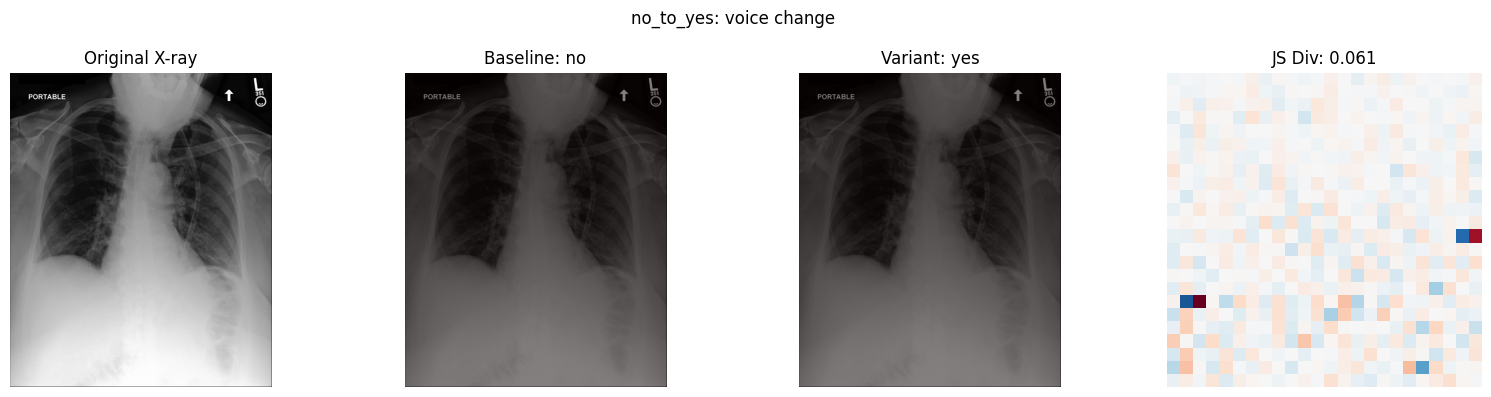 no_to_yes: voice change
Original X-ray
Baseline: no
Variant: yes
JS Div: 0.061
PORTABLE
L
PORTABLE
PORTABLE